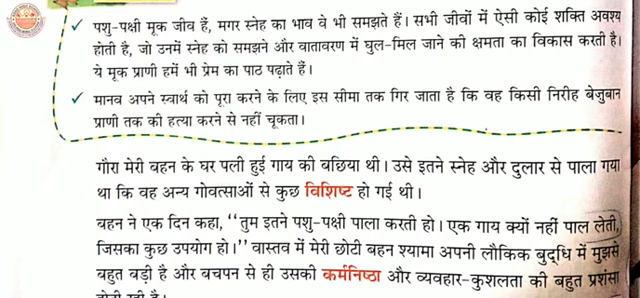 ✓ पशु-पक्षी मूक जीव हैं, मगर स्नेह का भाव वे भी समझते हैं। सभी जीवों में ऐसी कोई शक्ति अवश्य
होती है, जो उनमें स्नेह को समझने और वातावरण में घुल-मिल जाने की क्षमता का विकास करती है।
ये मूक प्राणी हमें भी प्रेम का पाठ पढ़ाते हैं।
✓ मानव अपने स्वार्थ को पूरा करने के लिए इस सीमा तक गिर जाता है कि वह किसी निरीह बेज़ुबान
प्राणी तक की हत्या करने से नहीं चूकता।
गौरा मेरी बहन के घर पली हुई गाय की बछिया थी। उसे इतने स्नेह और दुलार से पाला गया
था कि वह अन्य गोवत्साओं से कुछ विशिष्ट हो गई थी।
बहन ने एक दिन कहा, ‘‘तुम इतने पशु-पक्षी पाला करती हो। एक गाय क्यों नहीं पाल लेती,
जिसका कुछ उपयोग हो।’’ वास्तव में मेरी छोटी बहन श्यामा अपनी लौकिक बुद्धि में मुझसे
बहुत बड़ी है और बचपन से ही उसकी कर्मनिष्ठा और व्यवहार-कुशलता की बहुत प्रशंसा